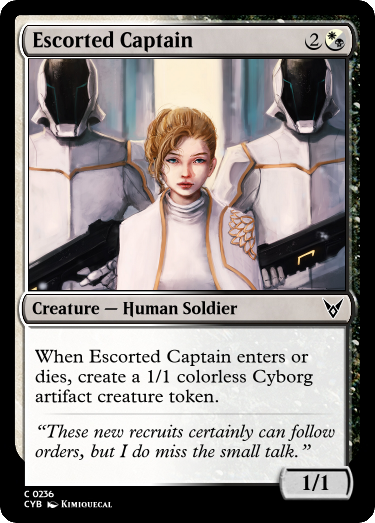 Escorted Captain 2
Creature — Human Soldier
When Escorted Captain enters or
dies, create a 1/1 colorless Cyborg
artifact creature token.
“These new recruits certainly can follow
orders, but I do miss the small talk.”
1/1
C 0236
CYB Kimiouecal